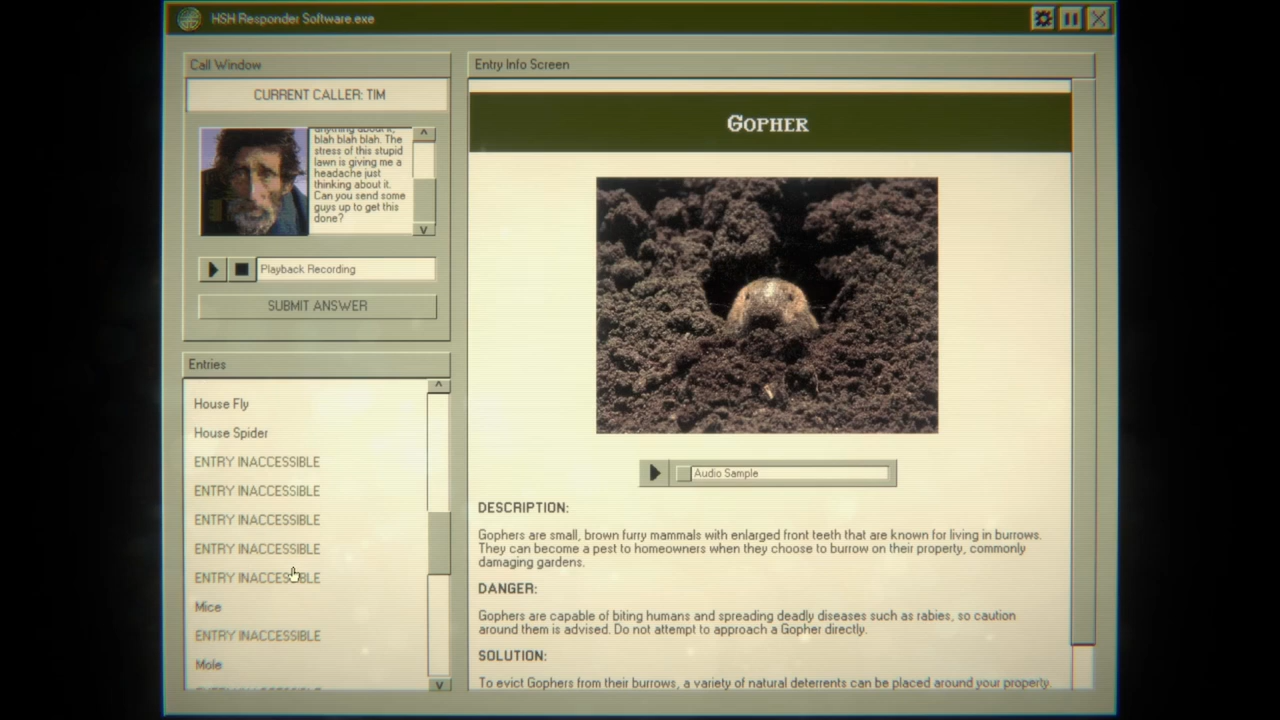 HSH Responder Software.exe
Call Window
CURRENT CALLER: TIM
anything about it,
blah blah blah. The
stress of this stupid
lawn is giving me a
headache just
thinking about it.
Can you send some
guys up to get this
done?
Playback Recording
SUBMIT ANSWER
Entries
House Fly
House Spider
ENTRY INACCESSIBLE
ENTRY INACCESSIBLE
ENTRY INACCESSIBLE
ENTRY INACCESSIBLE
ENTRY INACCESSIBLE
Mice
ENTRY INACCESSIBLE
Mole
Entry Info Screen
GOPHER
Audio Sample
DESCRIPTION:
Gophers are small, brown furry mammals with enlarged front teeth that are known for living in burrows.
They can become a pest to homeowners when they choose to burrow on their property, commonly
damaging gardens.
DANGER:
Gophers are capable of biting humans and spreading deadly diseases such as rabies, so caution
around them is advised. Do not attempt to approach a Gopher directly.
SOLUTION:
To evict Gophers from their burrows, a variety of natural deterrents can be placed around your property.